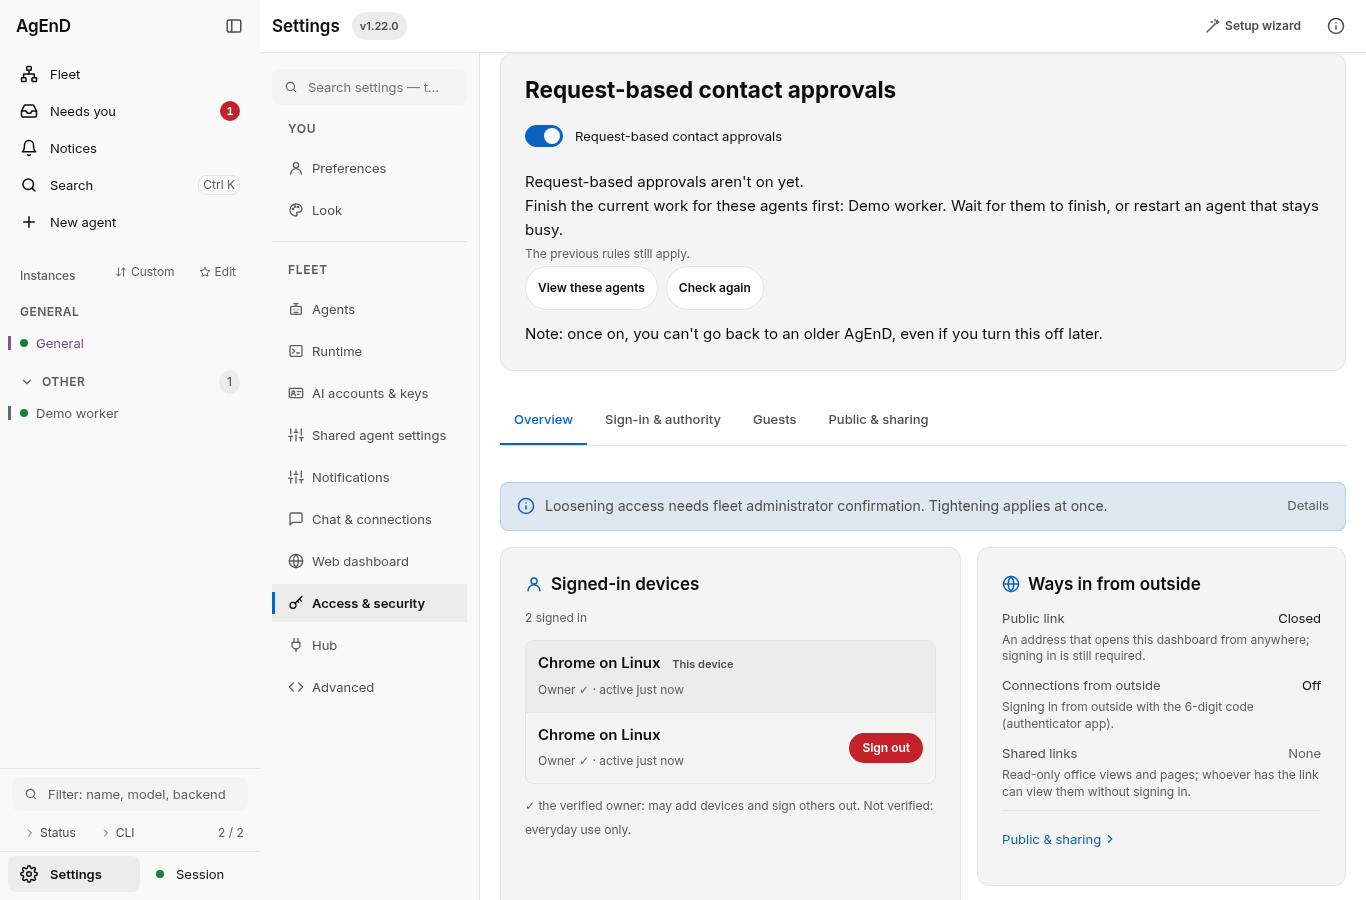 AgEnD
Fleet
Needs you
1
Notices
Search
Ctrl K
New agent
Instances
Custom
Edit
GENERAL
General
OTHER
1
Demo worker
Filter: name, model, backend
Status
CLI
2 / 2
Settings
Session
Settings
v1.22.0
Setup wizard
Search settings — t...
YOU
Preferences
Look
FLEET
Agents
Runtime
AI accounts & keys
Shared agent settings
Notifications
Chat & connections
Web dashboard
Access & security
Hub
Advanced
Request-based contact approvals
Request-based contact approvals
Request-based approvals aren't on yet.
Finish the current work for these agents first: Demo worker. Wait for them to finish, or restart an agent that stays
busy.
The previous rules still apply.
View these agents
Check again
Note: once on, you can't go back to an older AgEnD, even if you turn this off later.
Overview
Sign-in & authority
Guests
Public & sharing
Loosening access needs fleet administrator confirmation. Tightening applies at once.
Details
Signed-in devices
2 signed in
Chrome on Linux
This device
Owner ✓ · active just now
Chrome on Linux
Owner ✓ · active just now
Sign out
✓ the verified owner: may add devices and sign others out. Not verified:
everyday use only.
Ways in from outside
Public link
Closed
An address that opens this dashboard from anywhere;
signing in is still required.
Connections from outside
Off
Signing in from outside with the 6-digit code
(authenticator app).
Shared links
None
Read-only office views and pages; whoever has the link
can view them without signing in.
Public & sharing